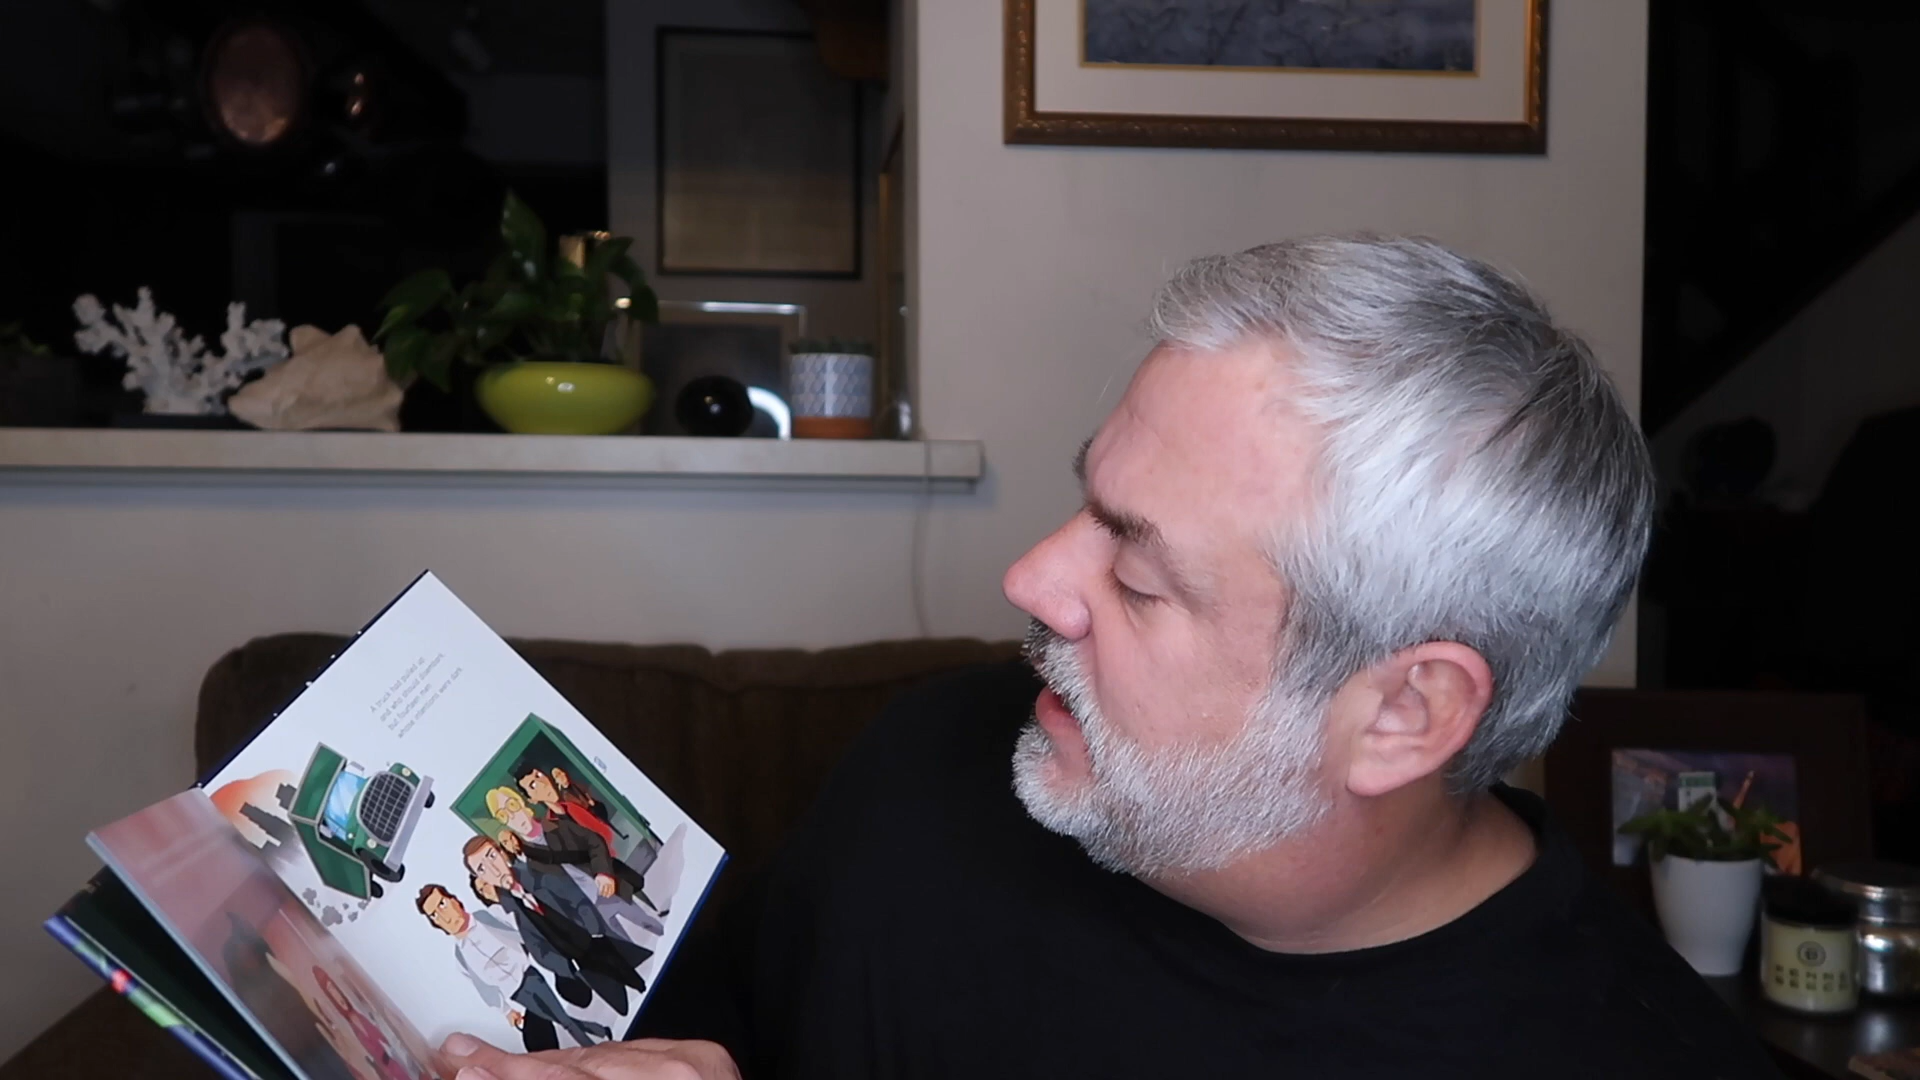 A truck had pulled up
and who should disembark,
but fourteen men
whose intentions were dark